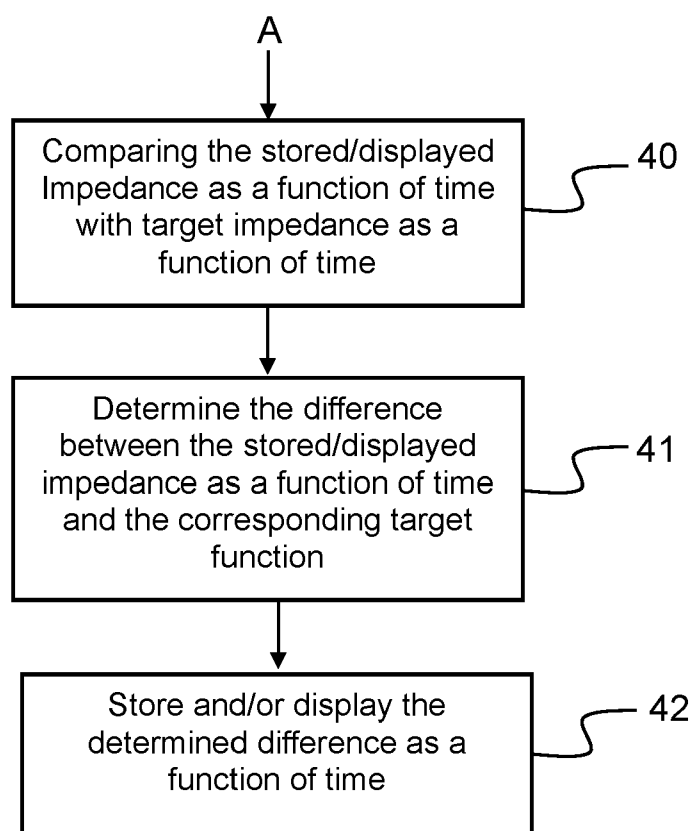 A
Comparing the stored/displayed
Impedance as a function of time
with target impedance as a
function of time
40
Determine the difference
between the stored/displayed
impedance as a function of time
and the corresponding target
function
41
Store and/or display the
determined difference as a
function of time
42